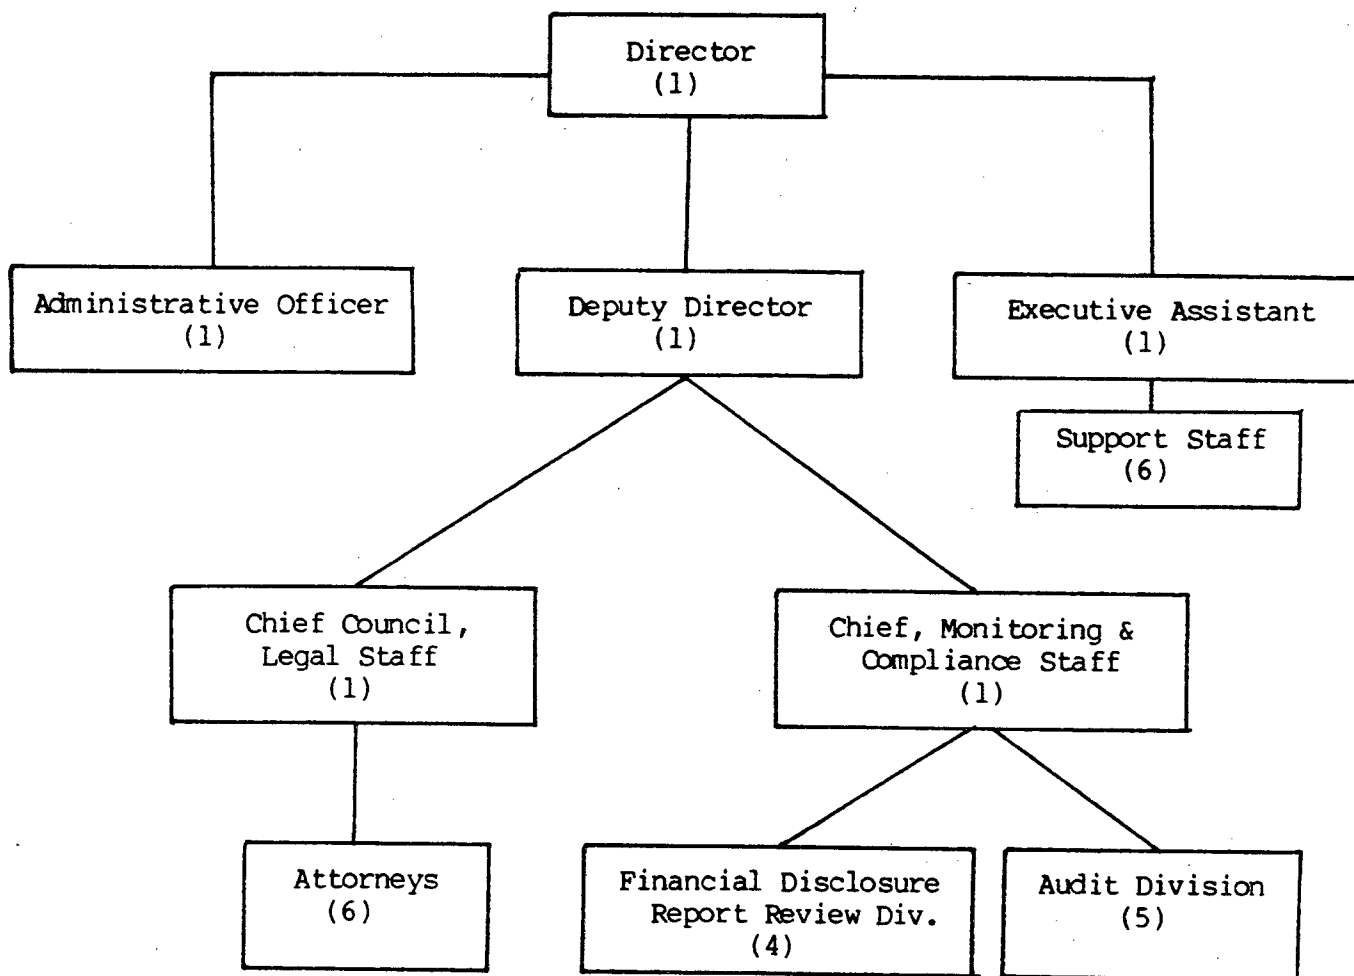 Director
(1)
Administrative Officer
(1)
Deputy Director
(1)
Executive Assistant
(1)
Support Staff
(6)
Chief Council,
Legal Staff
(1)
Chief, Monitoring &
Compliance Staff
(1)
Attorneys
(6)
Financial Disclosure
Report Review Div.
(4)
Audit Division
(5)